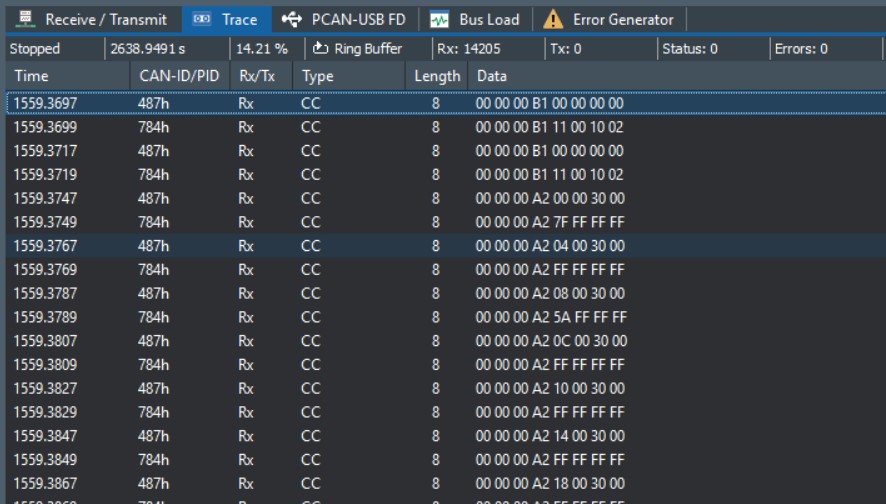 Receive / Transmit Trace PCAN-USB FD Bus Load Error Generator
Stopped 2638.9491 s 14.21 % Ring Buffer Rx: 14205 Tx: 0 Status: 0 Errors: 0
Time CAN-ID/PID Rx/Tx Type Length Data
1559.3697 487h Rx CC 8 00 00 00 B1 00 00 00 00
1559.3699 784h Rx CC 8 00 00 00 B1 11 00 10 02
1559.3717 487h Rx CC 8 00 00 00 B1 00 00 00 00
1559.3719 784h Rx CC 8 00 00 00 B1 11 00 10 02
1559.3747 487h Rx CC 8 00 00 00 A2 00 00 30 00
1559.3749 784h Rx CC 8 00 00 00 A2 7F FF FF FF
1559.3767 487h Rx CC 8 00 00 00 A2 04 00 30 00
1559.3769 784h Rx CC 8 00 00 00 A2 FF FF FF FF
1559.3787 487h Rx CC 8 00 00 00 A2 08 00 30 00
1559.3789 784h Rx CC 8 00 00 00 A2 5A FF FF FF
1559.3807 487h Rx CC 8 00 00 00 A2 0C 00 30 00
1559.3809 784h Rx CC 8 00 00 00 A2 FF FF FF FF
1559.3827 487h Rx CC 8 00 00 00 A2 10 00 30 00
1559.3829 784h Rx CC 8 00 00 00 A2 FF FF FF FF
1559.3847 487h Rx CC 8 00 00 00 A2 14 00 30 00
1559.3849 784h Rx CC 8 00 00 00 A2 FF FF FF FF
1559.3867 487h Rx CC 8 00 00 00 A2 18 00 30 00